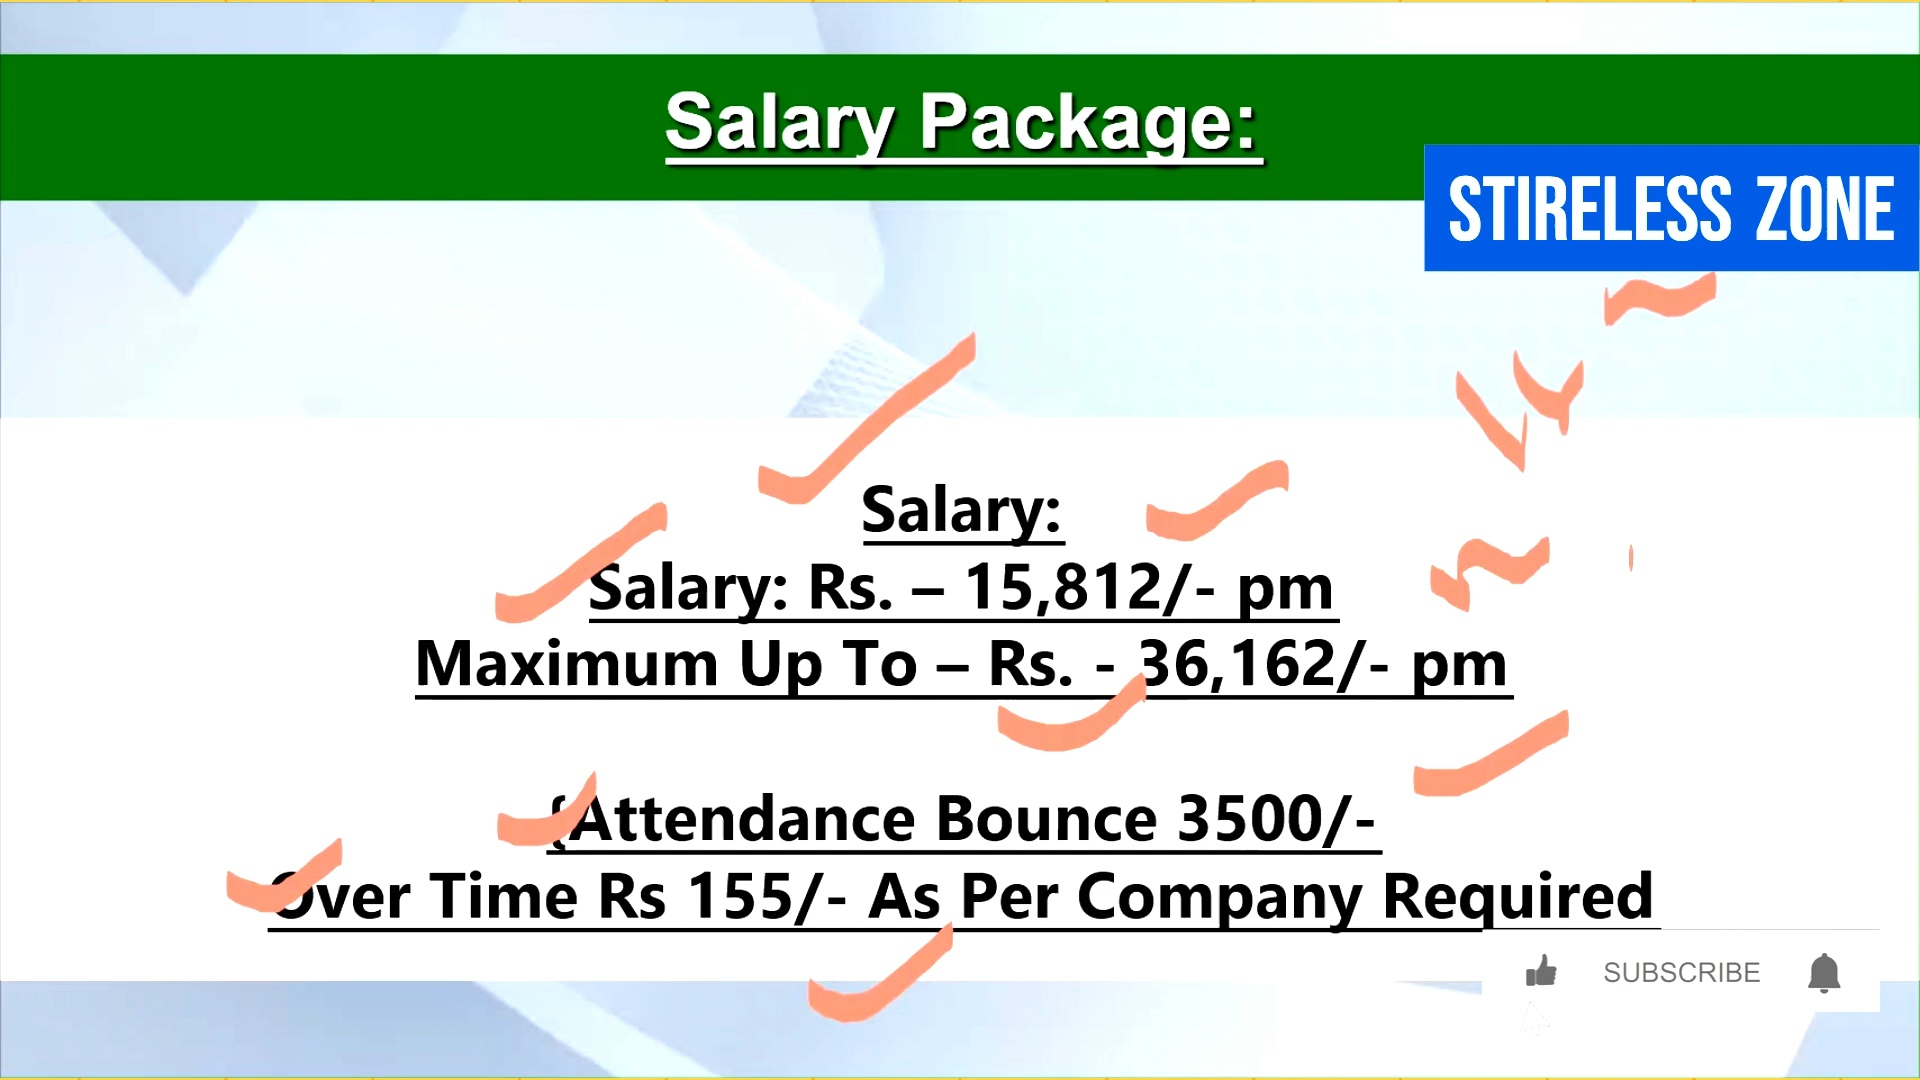 Salary Package:
STIRELESS ZONE
Salary:
Salary: Rs. – 15,812/- pm
Maximum Up To – Rs. - 36,162/- pm
{Attendance Bounce 3500/-
Over Time Rs 155/- As Per Company Required
SUBSCRIBE